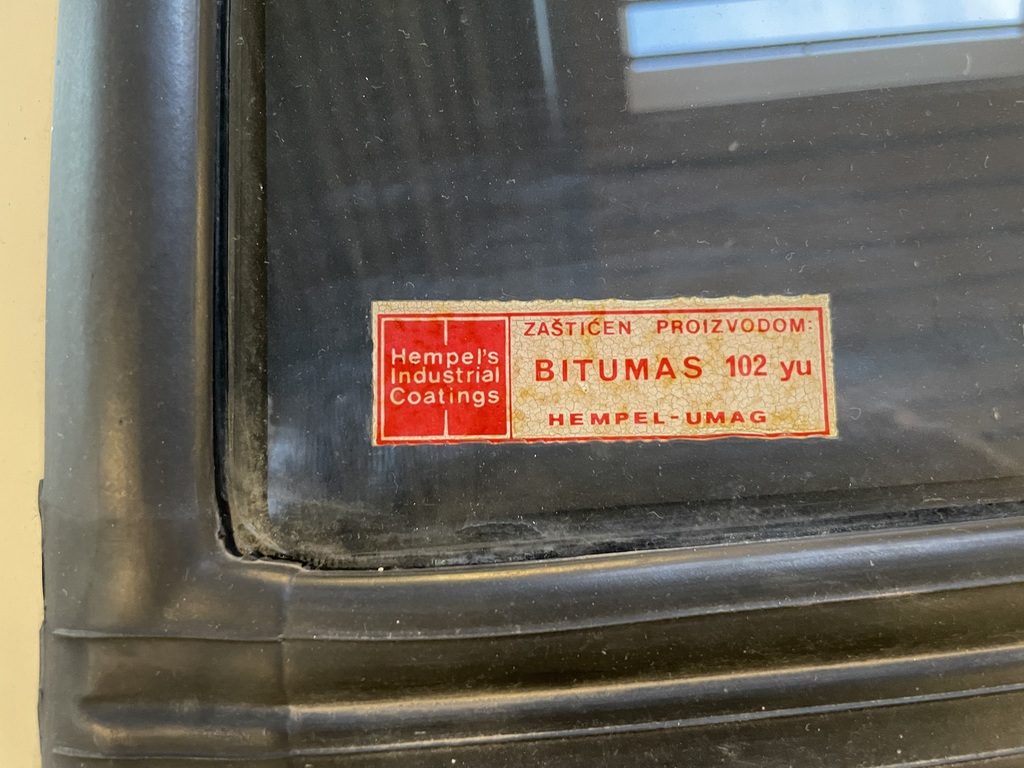 Hempel's
Industrial
Coatings
ZAŠTIĆEN PROIZVODOM:
BITUMAS 102 yu
HEMPEL-UMAG